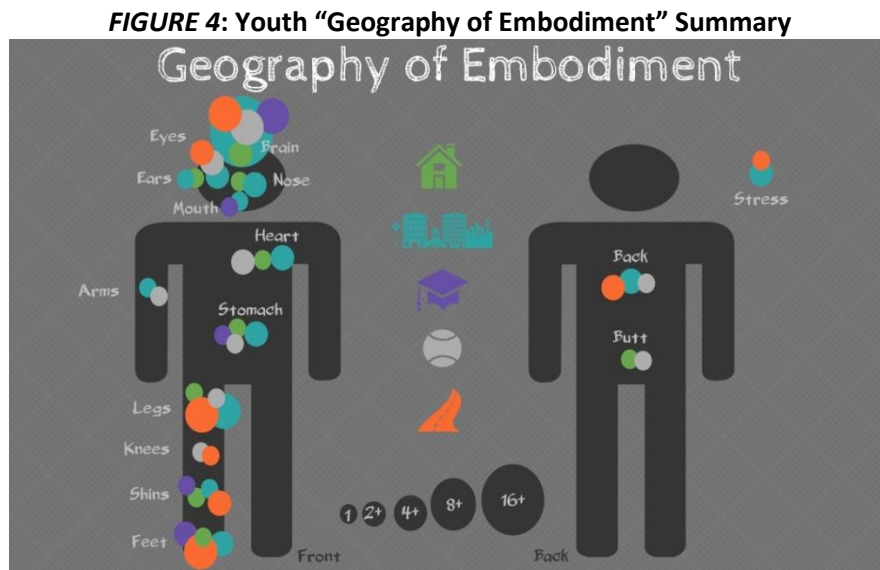 FIGURE 4: Youth “Geography of Embodiment” Summary
Geography of Embodiment
Eyes
Brain
Ears
Nose
Mouth
Stress
Heart
Back
Arms
Stomach
Butt
Legs
Knees
Shins
1 2+ 4+ 8+ 16+
Feet
Front
Back